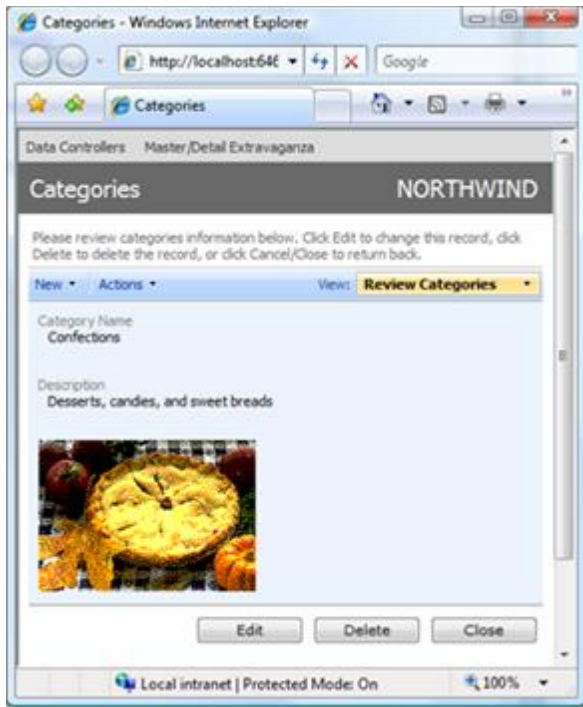 Categories - Windows Internet Explorer
http://localhost:646
Google
Categories
Data Controllers Master/Detail Extravaganza
Categories NORTHWIND
Please review categories information below. Click Edit to change this record, click
Delete to delete the record, or click Cancel/Close to return back.
New Actions View: Review Categories
Category Name
Confections
Description
Desserts, candies, and sweet breads
Edit Delete Close
Local intranet | Protected Mode: On 100%